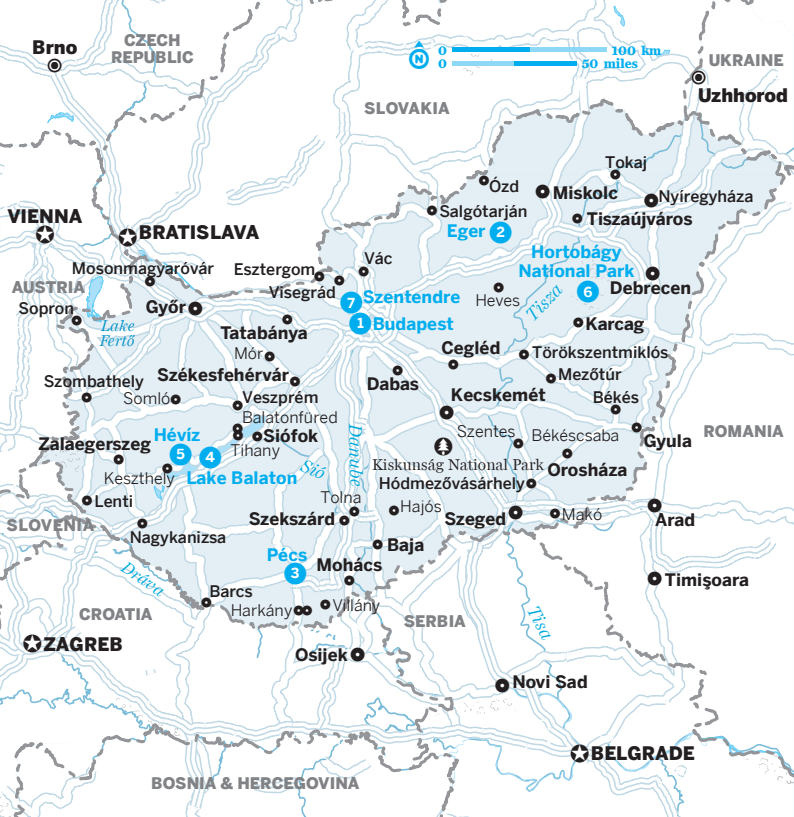 Brno
CZECH
REPUBLIC
0 100 km
N
0 50 miles
UKRAINE
Uzhhorod
SLOVAKIA
Tokaj
Ózd
Miskolc
Nyíregyháza
Salgótarján
Tiszaújváros
VIENNA
BRATISLAVA
Eger 2
Hortobágy
National Park
6
Vác
Mosonmagyaróvár
Esztergom
AUSTRIA
Visegrád
Heves
Debrecen
7 Szentendre
Tisza
Sopron
Győr
Lake
Fertő
1 Budapest
Karcag
Tatabánya
Mór
Cegléd
Törökszentmiklós
Szombathely
Székesfehérvár
Dabas
Mezőtúr
Somló
Veszprém
Kecskemét
Békés
Balatonfüred
Hévíz
Siófok
Danube
Szentes
Békéscsaba
Gyula
ROMANIA
Zalaegerszeg
5
4
Tihany
Keszthely
Lake Balaton
Sió
Kiskunság National Park
Orosháza
Hódmezővásárhely
Lenti
Tolna
Hajós
SLOVENIA
Szekszárd
Szeged
Makó
Arad
Nagykanizsa
Baja
Pécs
3
Mohács
Dráva
Timişoara
Barcs
Harkány
Villány
CROATIA
SERBIA
Tisa
ZAGREB
Osijek
Novi Sad
BELGRADE
BOSNIA & HERCEGOVINA